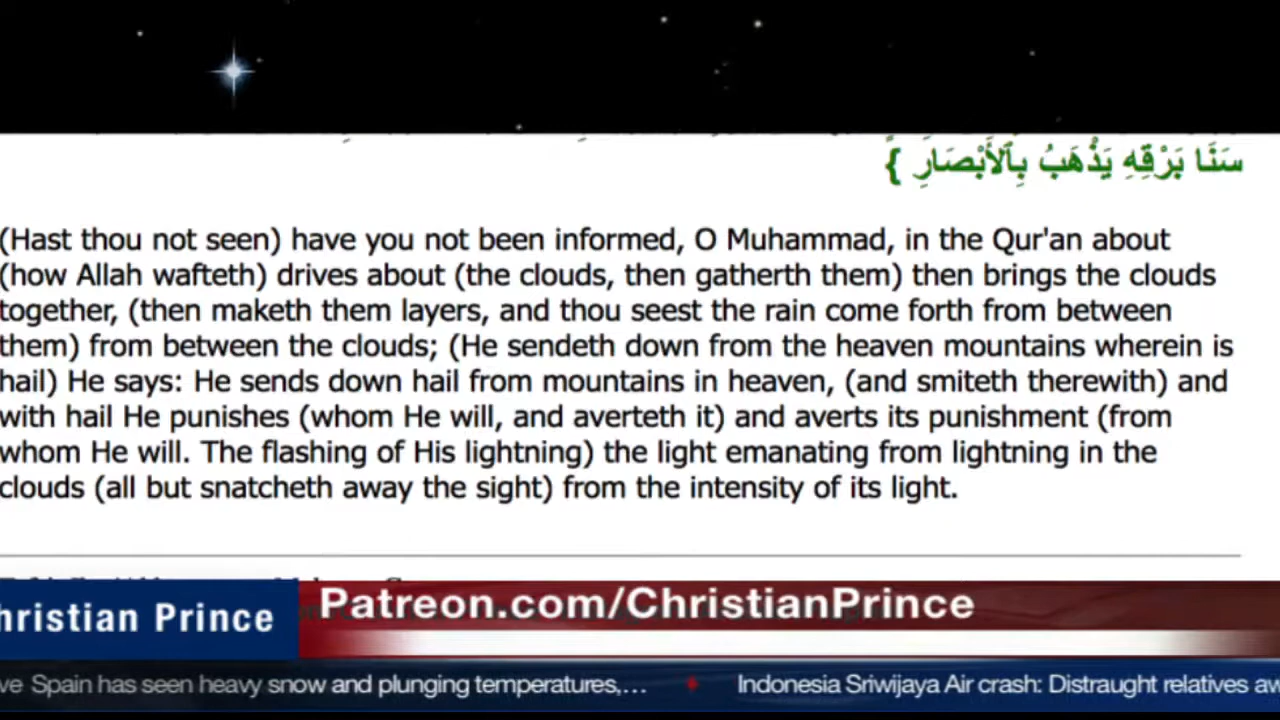 سَنَا بَرْقِهِ يَذْهَبُ بِٱلأَبْصَارِ }
(Hast thou not seen) have you not been informed, O Muhammad, in the Qur'an about
(how Allah wafteth) drives about (the clouds, then gatherth them) then brings the clouds
together, (then maketh them layers, and thou seest the rain come forth from between
them) from between the clouds; (He sendeth down from the heaven mountains wherein is
hail) He says: He sends down hail from mountains in heaven, (and smiteth therewith) and
with hail He punishes (whom He will, and averteth it) and averts its punishment (from
whom He will. The flashing of His lightning) the light emanating from lightning in the
clouds (all but snatcheth away the sight) from the intensity of its light.
hristian Prince
Patreon.com/ChristianPrince
ve Spain has seen heavy snow and plunging temperatures,... Indonesia Sriwijaya Air crash: Distraught relatives aw